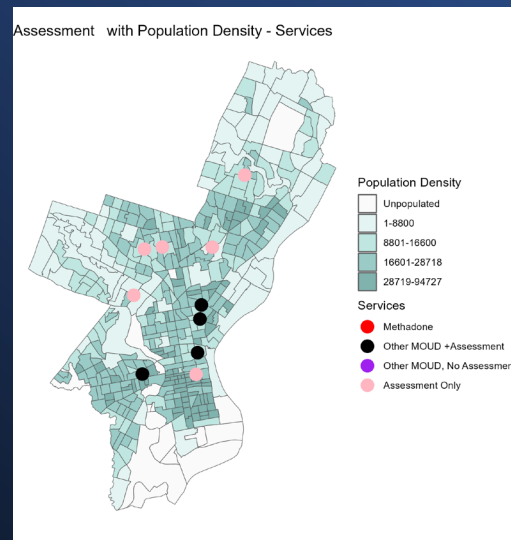 Assessment   with Population Density - Services
Population Density
Unpopulated
1-8800
8801-16600
16601-28718
28719-94727
Services
Methadone
Other MOUD +Assessment
Other MOUD, No Assessmen
Assessment Only